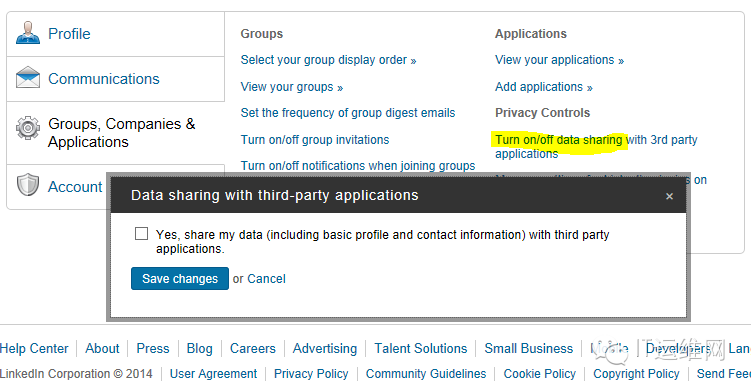 Profile
Communications
Groups, Companies &
Applications
Account
Groups
Select your group display order »
View your groups »
Set the frequency of group digest emails
Turn on/off group invitations
Turn on/off notifications when joining groups
Applications
View your applications »
Add applications »
Privacy Controls
Turn on/off data sharing with 3rd party
applications
on
Data sharing with third-party applications
×
Yes, share my data (including basic profile and contact information) with third party
applications.
Save changes or Cancel
Help Center About Press Blog Careers Advertising Talent Solutions Small Business Developers Lan
IT运维网
LinkedIn Corporation © 2014 User Agreement Privacy Policy Community Guidelines Cookie Policy Copyright Policy Send Feed